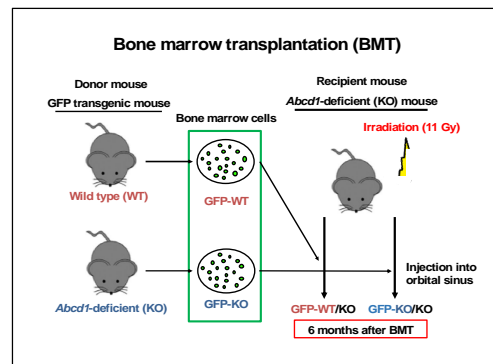 Bone marrow transplantation (BMT)
Donor mouse
GFP transgenic mouse
Bone marrow cells
Recipient mouse
Abcd1-deficient (KO) mouse
Irradiation (11 Gy)
Wild type (WT)
GFP-WT
Abcd1-deficient (KO)
GFP-KO
Injection into
orbital sinus
GFP-WT/KO
GFP-KO/KO
6 months after BMT